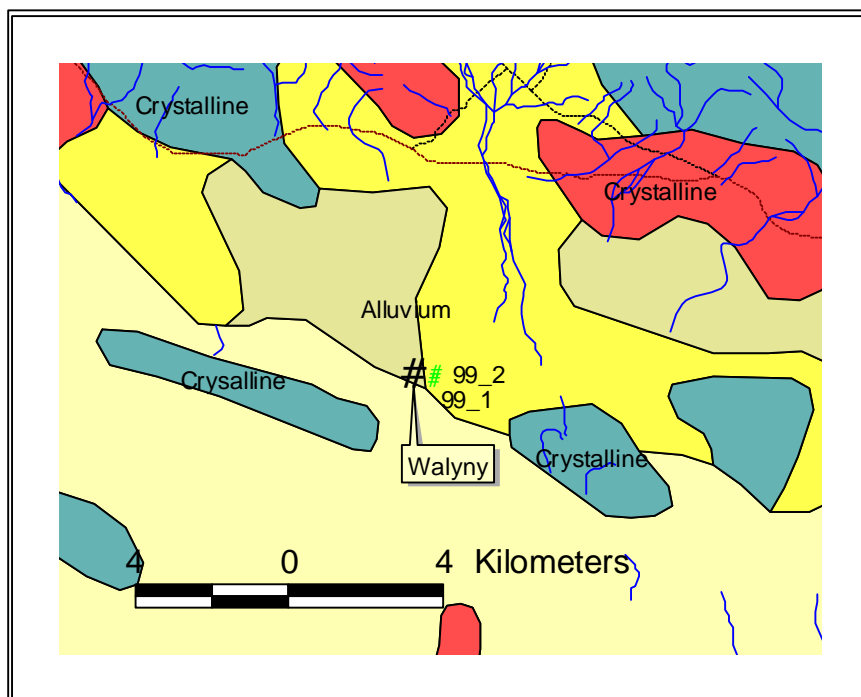 Crystalline
Crystalline
Alluvium
# # 99_2
Crysalline
99_1
Walyny
Crystalline
4 0 4 Kilometers